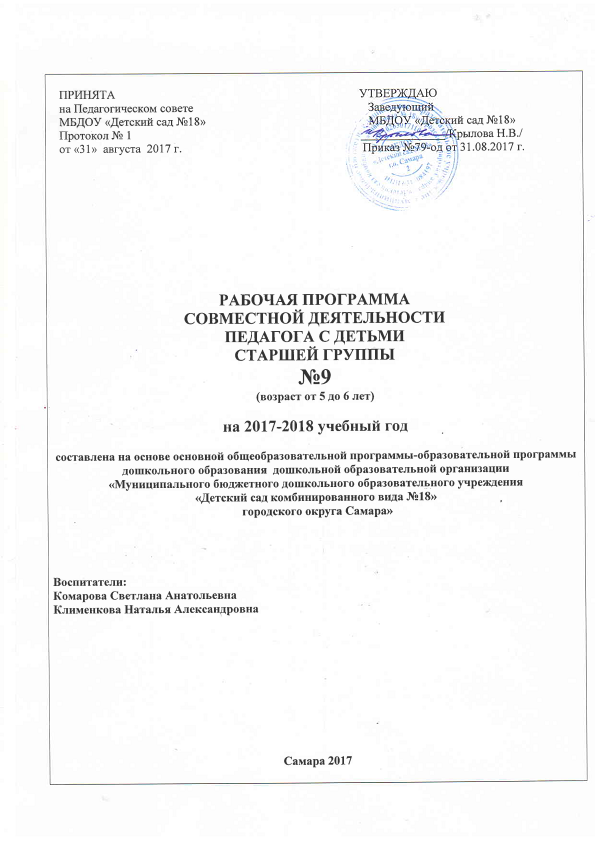 ПРИНЯТА
на Педагогическом совете
МБДОУ «Детский сад №18»
Протокол № 1
от «31» августа 2017 г.
УТВЕРЖДАЮ
Заведующий
МБДОУ «Детский сад №18»
/Крылова Н.В./
Приказ №79-од от 31.08.2017 г.
«Детский сад
г.о. Самара
РАБОЧАЯ ПРОГРАММА
СОВМЕСТНОЙ ДЕЯТЕЛЬНОСТИ
ПЕДАГОГА С ДЕТЬМИ
СТАРШЕЙ ГРУППЫ
№9
(возраст от 5 до 6 лет)
на 2017-2018 учебный год
составлена на основе основной общеобразовательной программы-образовательной программы
дошкольного образования дошкольной образовательной организации
«Муниципального бюджетного дошкольного образовательного учреждения
«Детский сад комбинированного вида №18»
городского округа Самара»
Воспитатели:
Комарова Светлана Анатольевна
Клименкова Наталья Александровна
Самара 2017